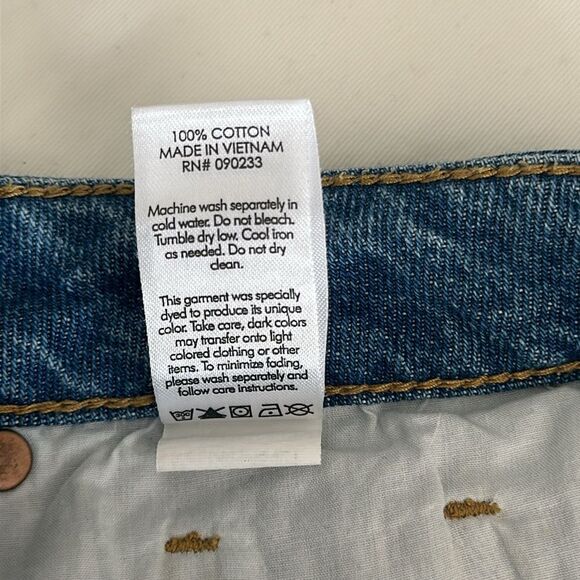 100% COTTON
MADE IN VIETNAM
RN# 090233
Machine wash separately in
cold water. Do not bleach.
Tumble dry low. Cool iron
as needed. Do not dry
clean.
This garment was specially
dyed to produce its unique
color. Take care, dark colors
may transfer onto light
colored clothing or other
items. To minimize fading,
please wash separately and
follow care instructions.